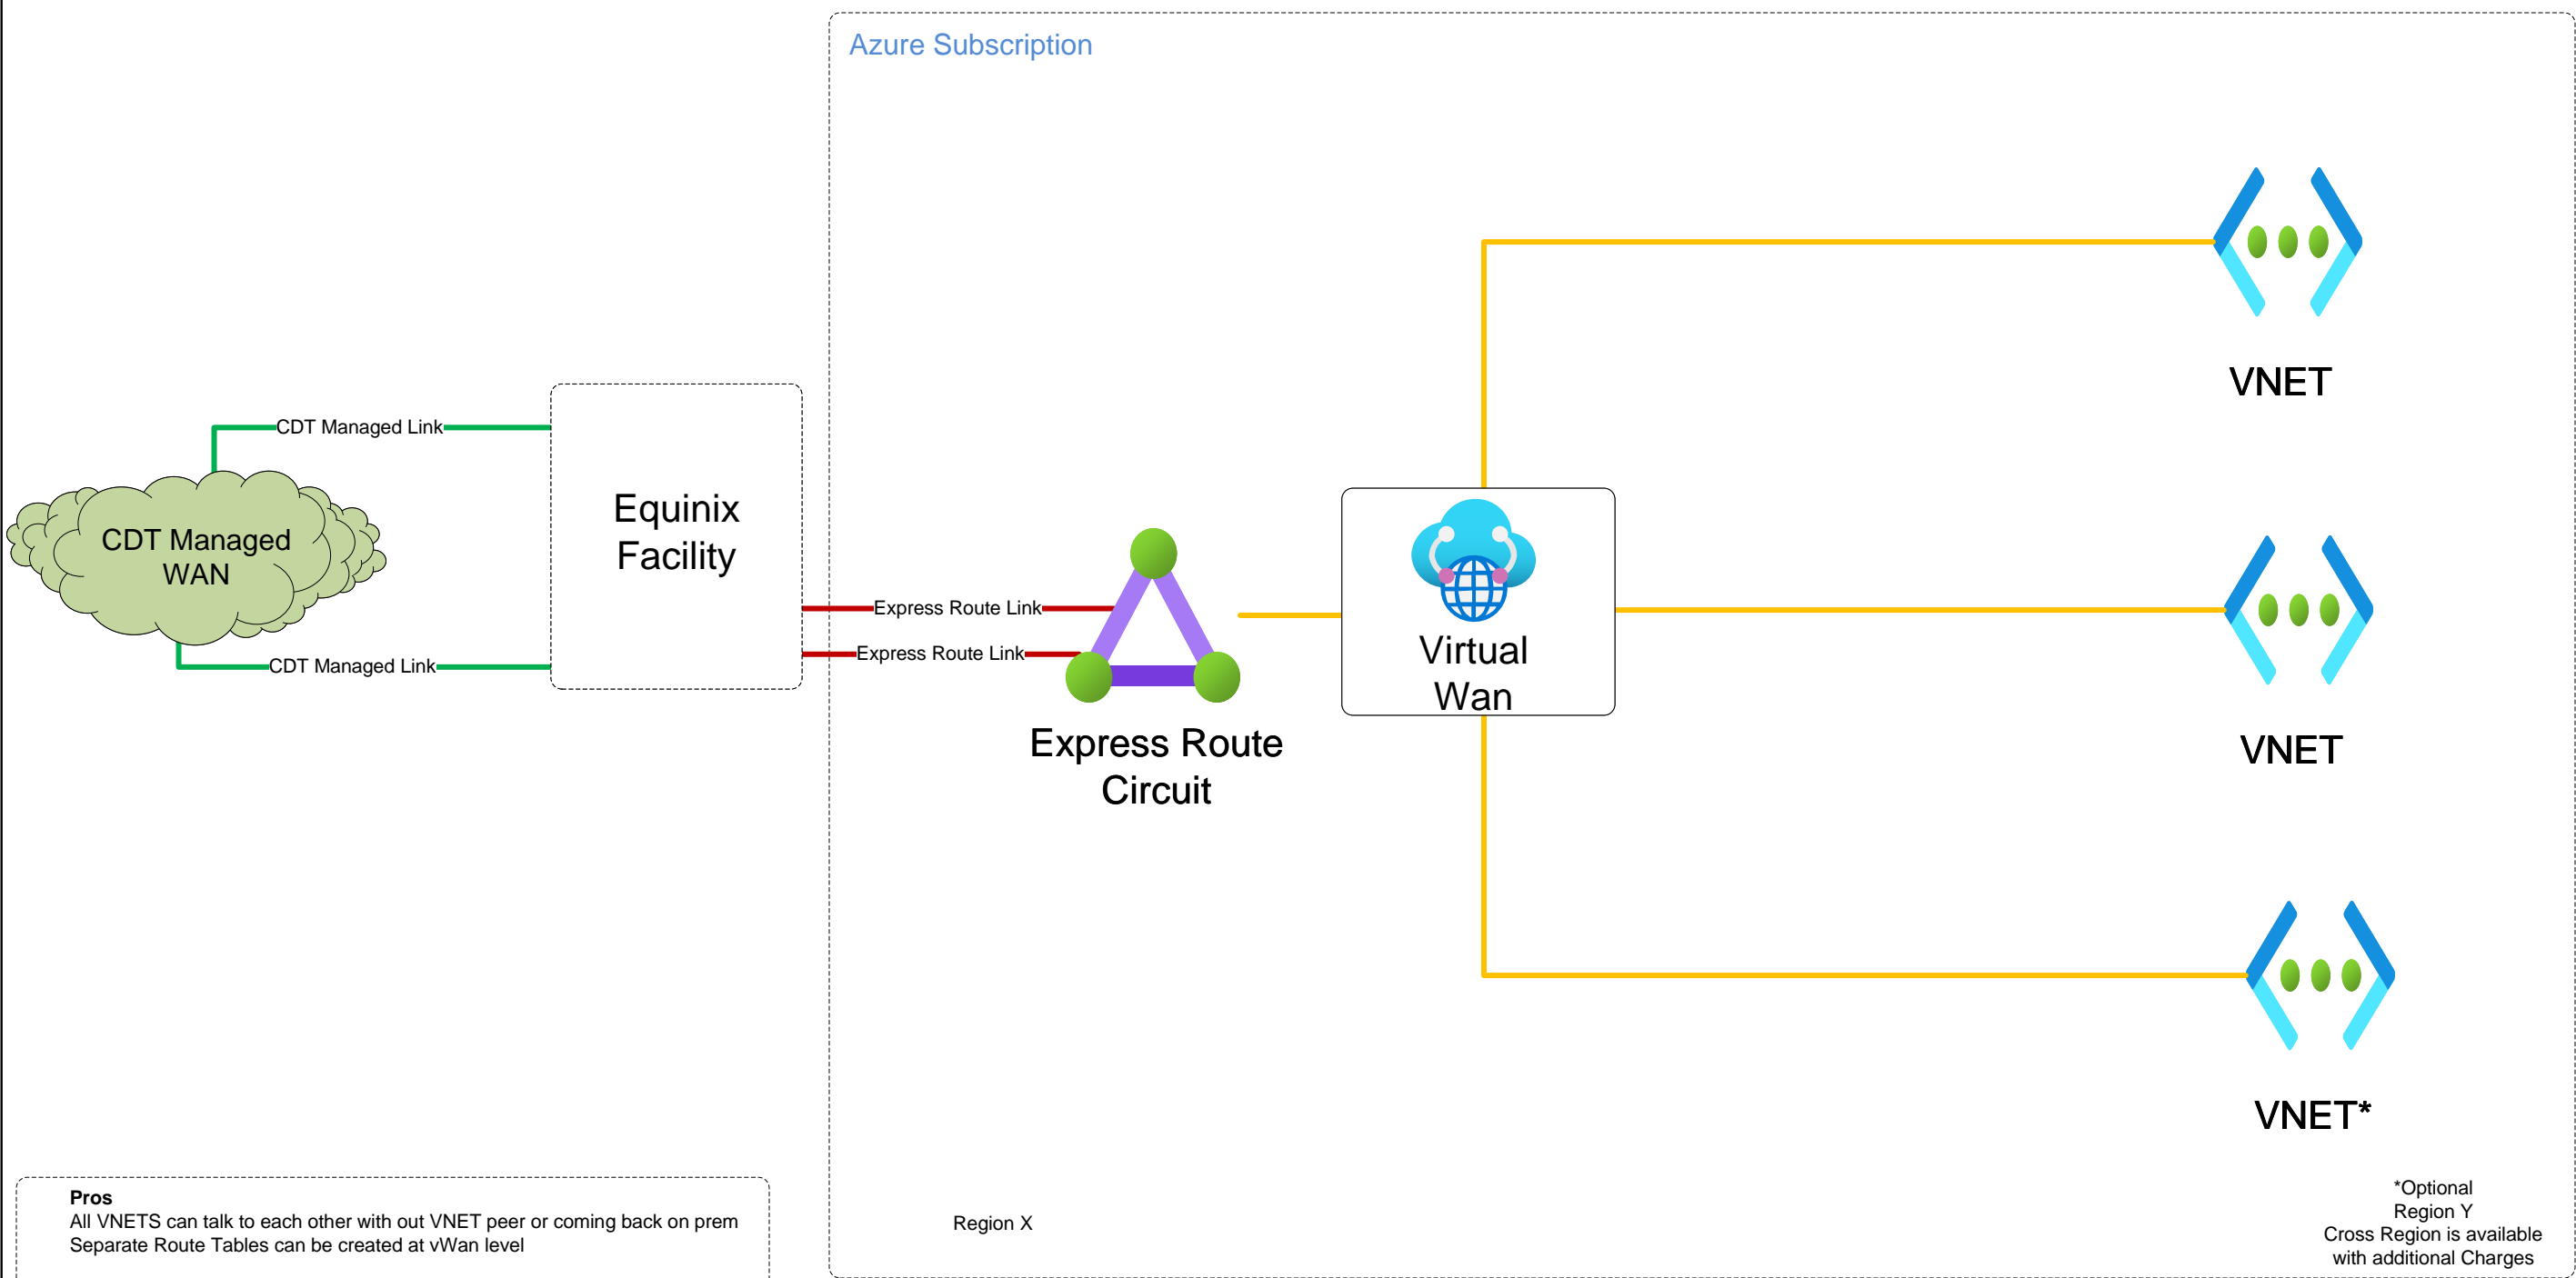 Azure Subscription
VNET
CDT Managed Link
Equinix
Facility
CDT Managed
WAN
Express Route Link
Express Route Link
CDT Managed Link
Virtual
Wan
Express Route
Circuit
VNET
VNET*
Pros
All VNETS can talk to each other with out VNET peer or coming back on prem
Separate Route Tables can be created at vWan level
Region X
*Optional
Region Y
Cross Region is available
with additional Charges